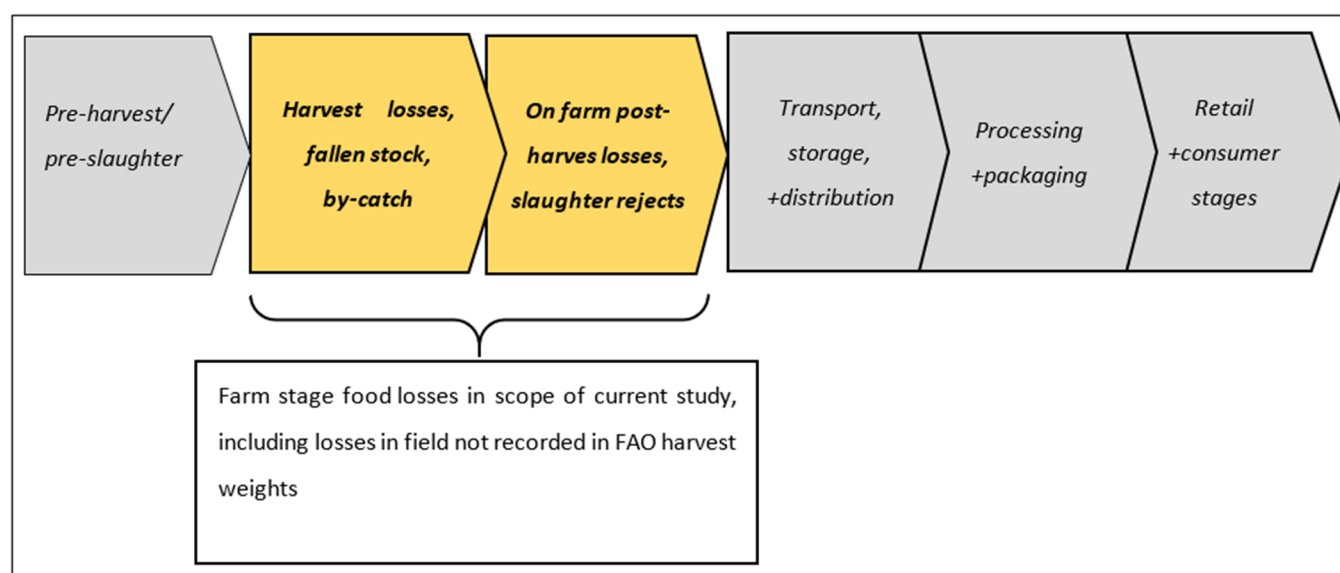 Pre-harvest/
pre-slaughter
Harvest losses,
fallen stock,
by-catch
On farm post-
harves losses,
slaughter rejects
Transport,
storage,
+distribution
Processing
+packaging
Retail
+consumer
stages
Farm stage food losses in scope of current study,
including losses in field not recorded in FAO harvest
weights